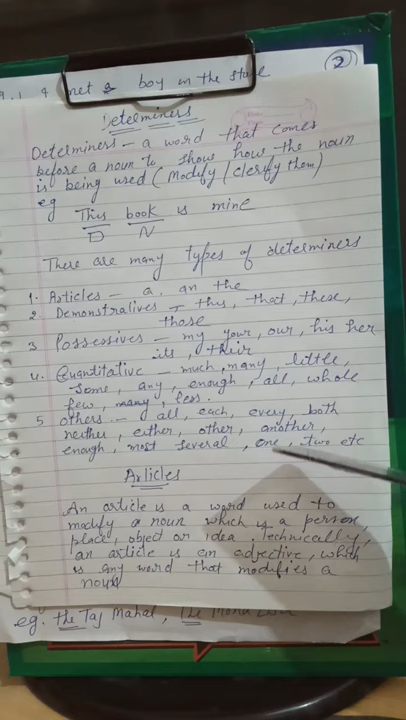 met a boy in the
2
Determiners
Determiners - a word that comes
before a noun to show how the noun
is being used (Modify / clerify them)
eg This book is mine
D N
There are many types of determiners
1. Articles - a, an the
2 Demonstratives - this, that, these,
those
3 Possessives - my your, our, his her
its, their
4. Quantitative - much, many, little,
some, any, enough, all, whole
few, many, less.
5 others - all, each, every, both
neither, either, other, another,
enough, most several, one, two etc
Articles
An article is a word used to
modify a noun which is a person,
place, object or idea. Technically,
an article is an adjective, which
is any word that modifies a
noun
eg. the Taj Mahal, The